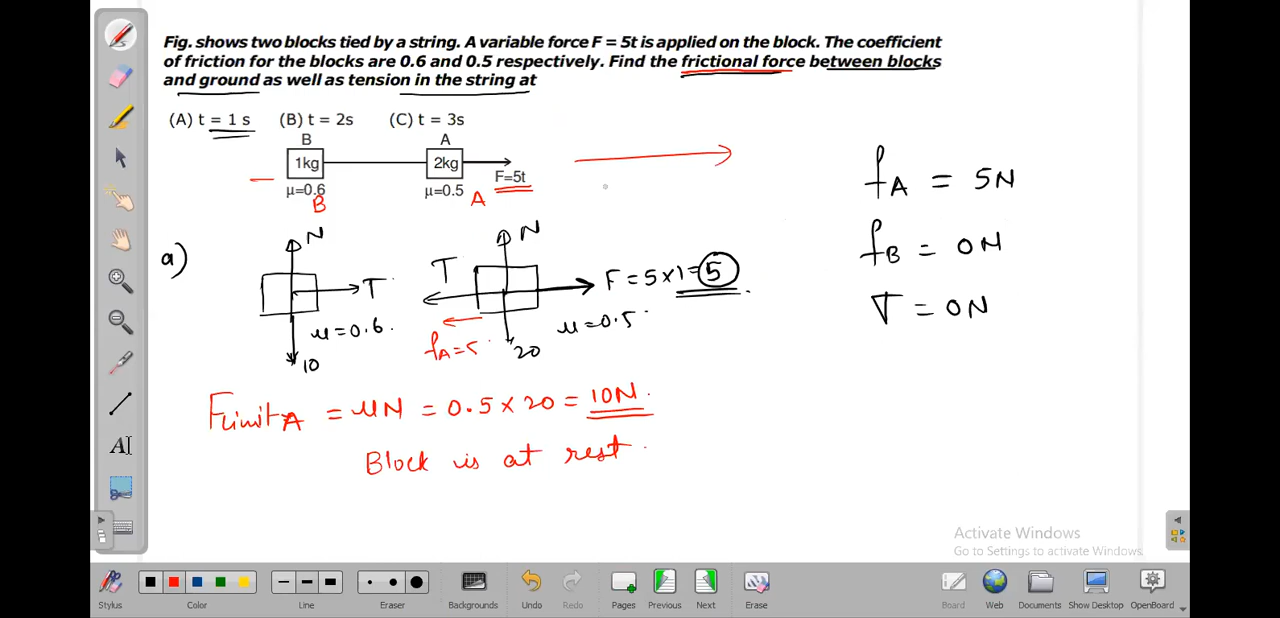 Fig. shows two blocks tied by a string. A variable force F = 5t is applied on the block. The coefficient
of friction for the blocks are 0.6 and 0.5 respectively. Find the frictional force between blocks
and ground as well as tension in the string at
(A) t = 1 s (B) t = 2s (C) t = 3s
B A
1kg 2kg
F=5t
μ=0.6 μ=0.5
B A
fA = 5N
a) N N
T T F = 5×1=5
fB = 0N
μ=0.6. μ=0.5.
T = 0N
fA=5
10 20
Flimit A = μN = 0.5 × 20 = 10N.
Block is at rest.
Activate Windows
Go to Settings to activate Windows.
Stylus Color Line Eraser Backgrounds Undo Redo Pages Previous Next Erase Board Web Documents Show Desktop OpenBoard